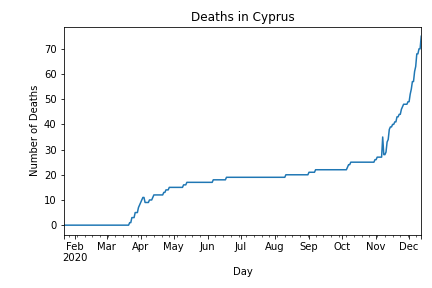 Deaths in Cyprus
Number of Deaths
70
60
50
40
30
20
10
0
Feb Mar Apr May Jun Jul Aug Sep Oct Nov Dec
2020
Day